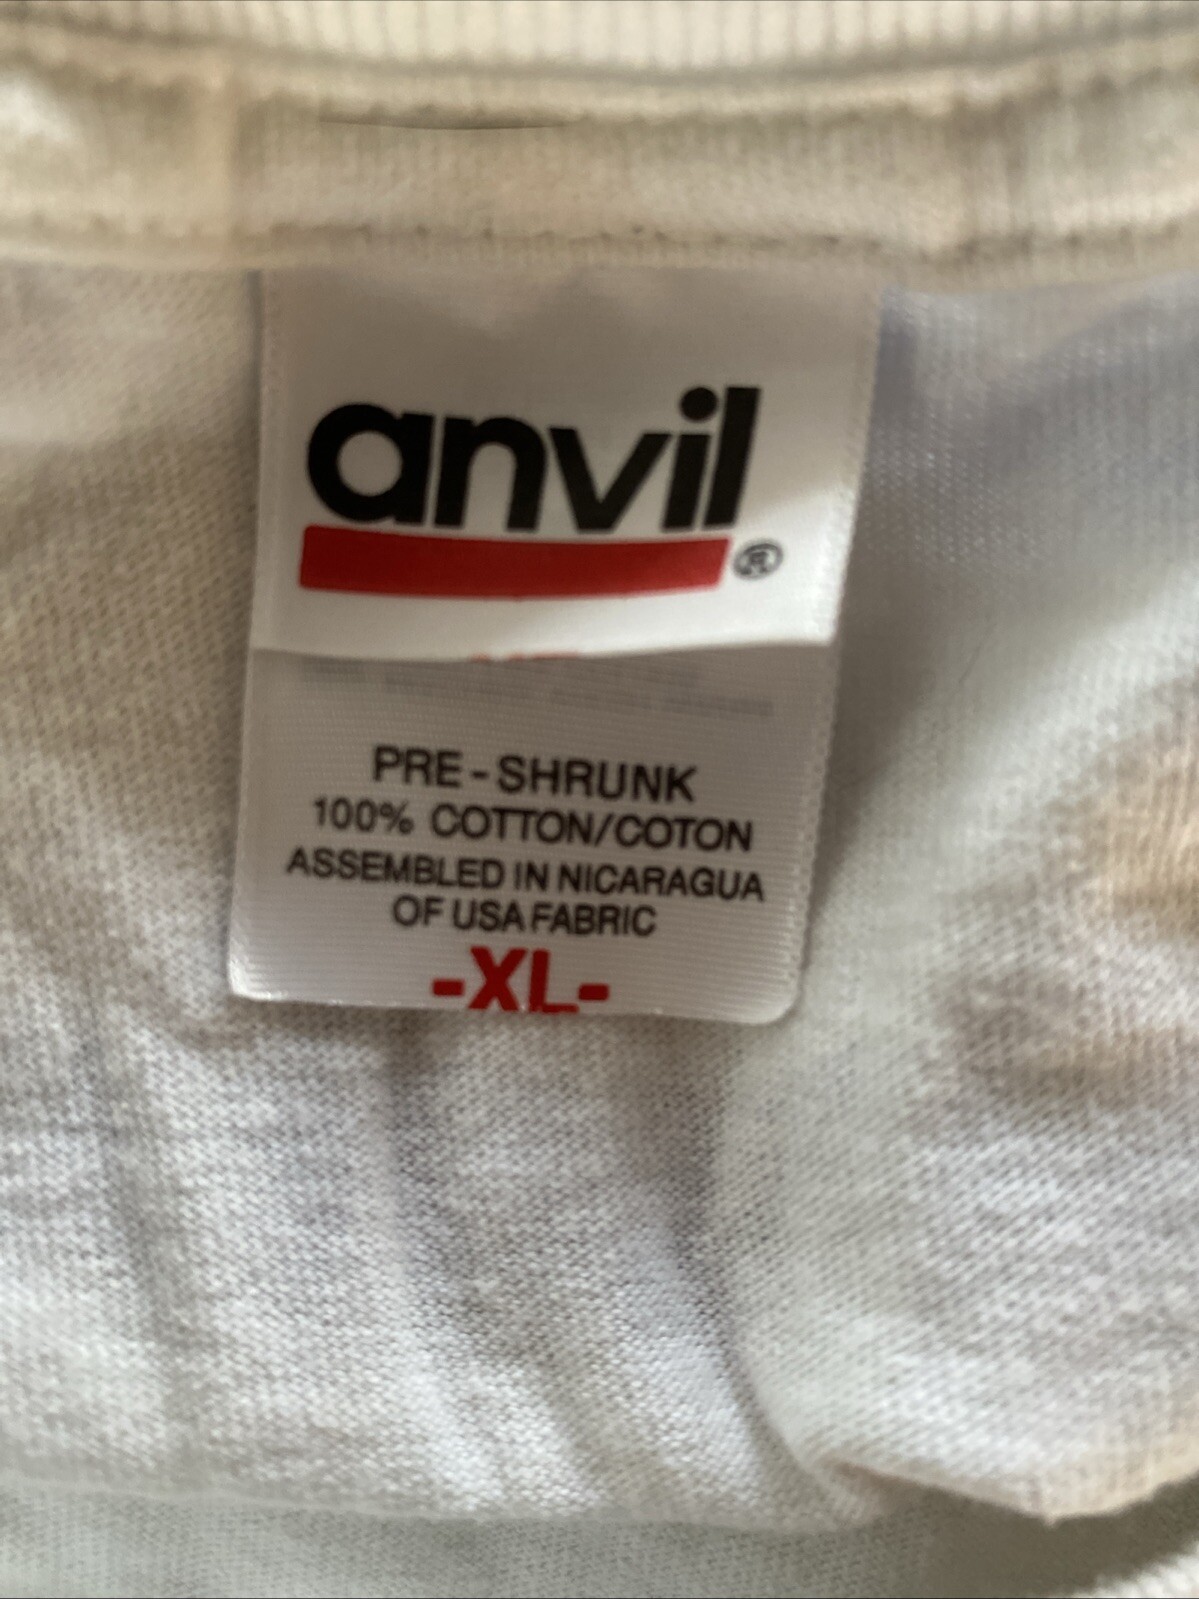 anvil®
PRE-SHRUNK
100% COTTON/COTON
ASSEMBLED IN NICARAGUA
OF USA FABRIC
-XL-